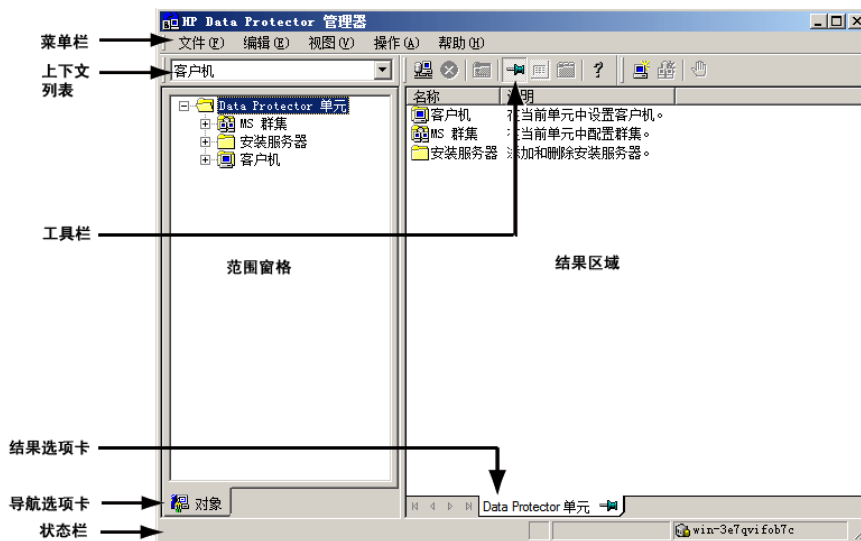 HP Data Protector 管理器
菜单栏
文件(F) 编辑(E) 视图(V) 操作(A) 帮助(H)
上下文
列表
客户机
名称 说明
Data Protector 单元
MS 群集
安装服务器
客户机
客户机 在当前单元中设置客户机。
MS 群集 在当前单元中配置群集。
安装服务器 添加和删除安装服务器。
工具栏
范围窗格
结果区域
结果选项卡
导航选项卡
对象
Data Protector 单元
状态栏
win-3e7qvifob7c